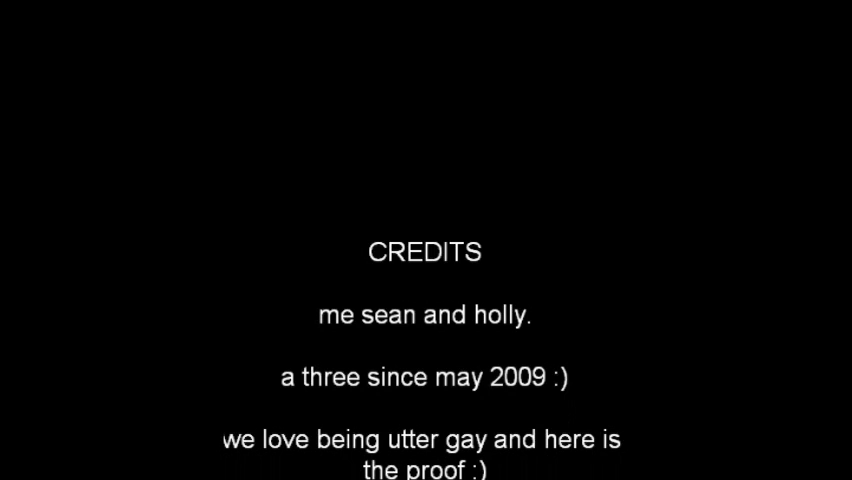 CREDITS
me sean and holly.
a three since may 2009 :)
we love being utter gay and here is
the proof :)